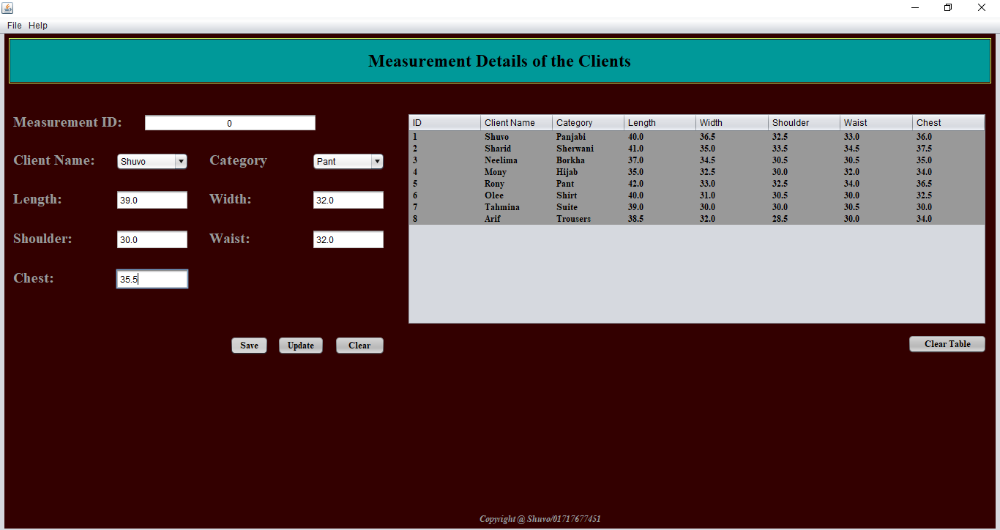 File Help
Measurement Details of the Clients
Measurement ID: 0
Client Name: Shuvo Category Pant
Length: 39.0 Width: 32.0
Shoulder: 30.0 Waist: 32.0
Chest: 35.5
Save Update Clear
ID Client Name Category Length Width Shoulder Waist Chest
1 Shuvo Panjabi 40.0 36.5 32.5 33.0 36.0
2 Sharid Sherwani 41.0 35.0 33.5 34.5 37.5
3 Neelima Borkha 37.0 34.5 30.5 30.5 35.0
4 Mony Hijab 35.0 32.5 30.0 32.0 34.0
5 Rony Pant 42.0 33.0 32.5 34.0 36.5
6 Olee Shirt 40.0 31.0 30.5 30.0 32.5
7 Tahmina Suite 39.0 30.0 30.0 30.5 30.0
8 Arif Trousers 38.5 32.0 28.5 30.0 34.0
Clear Table
Copyright @ Shuvo/01717677451